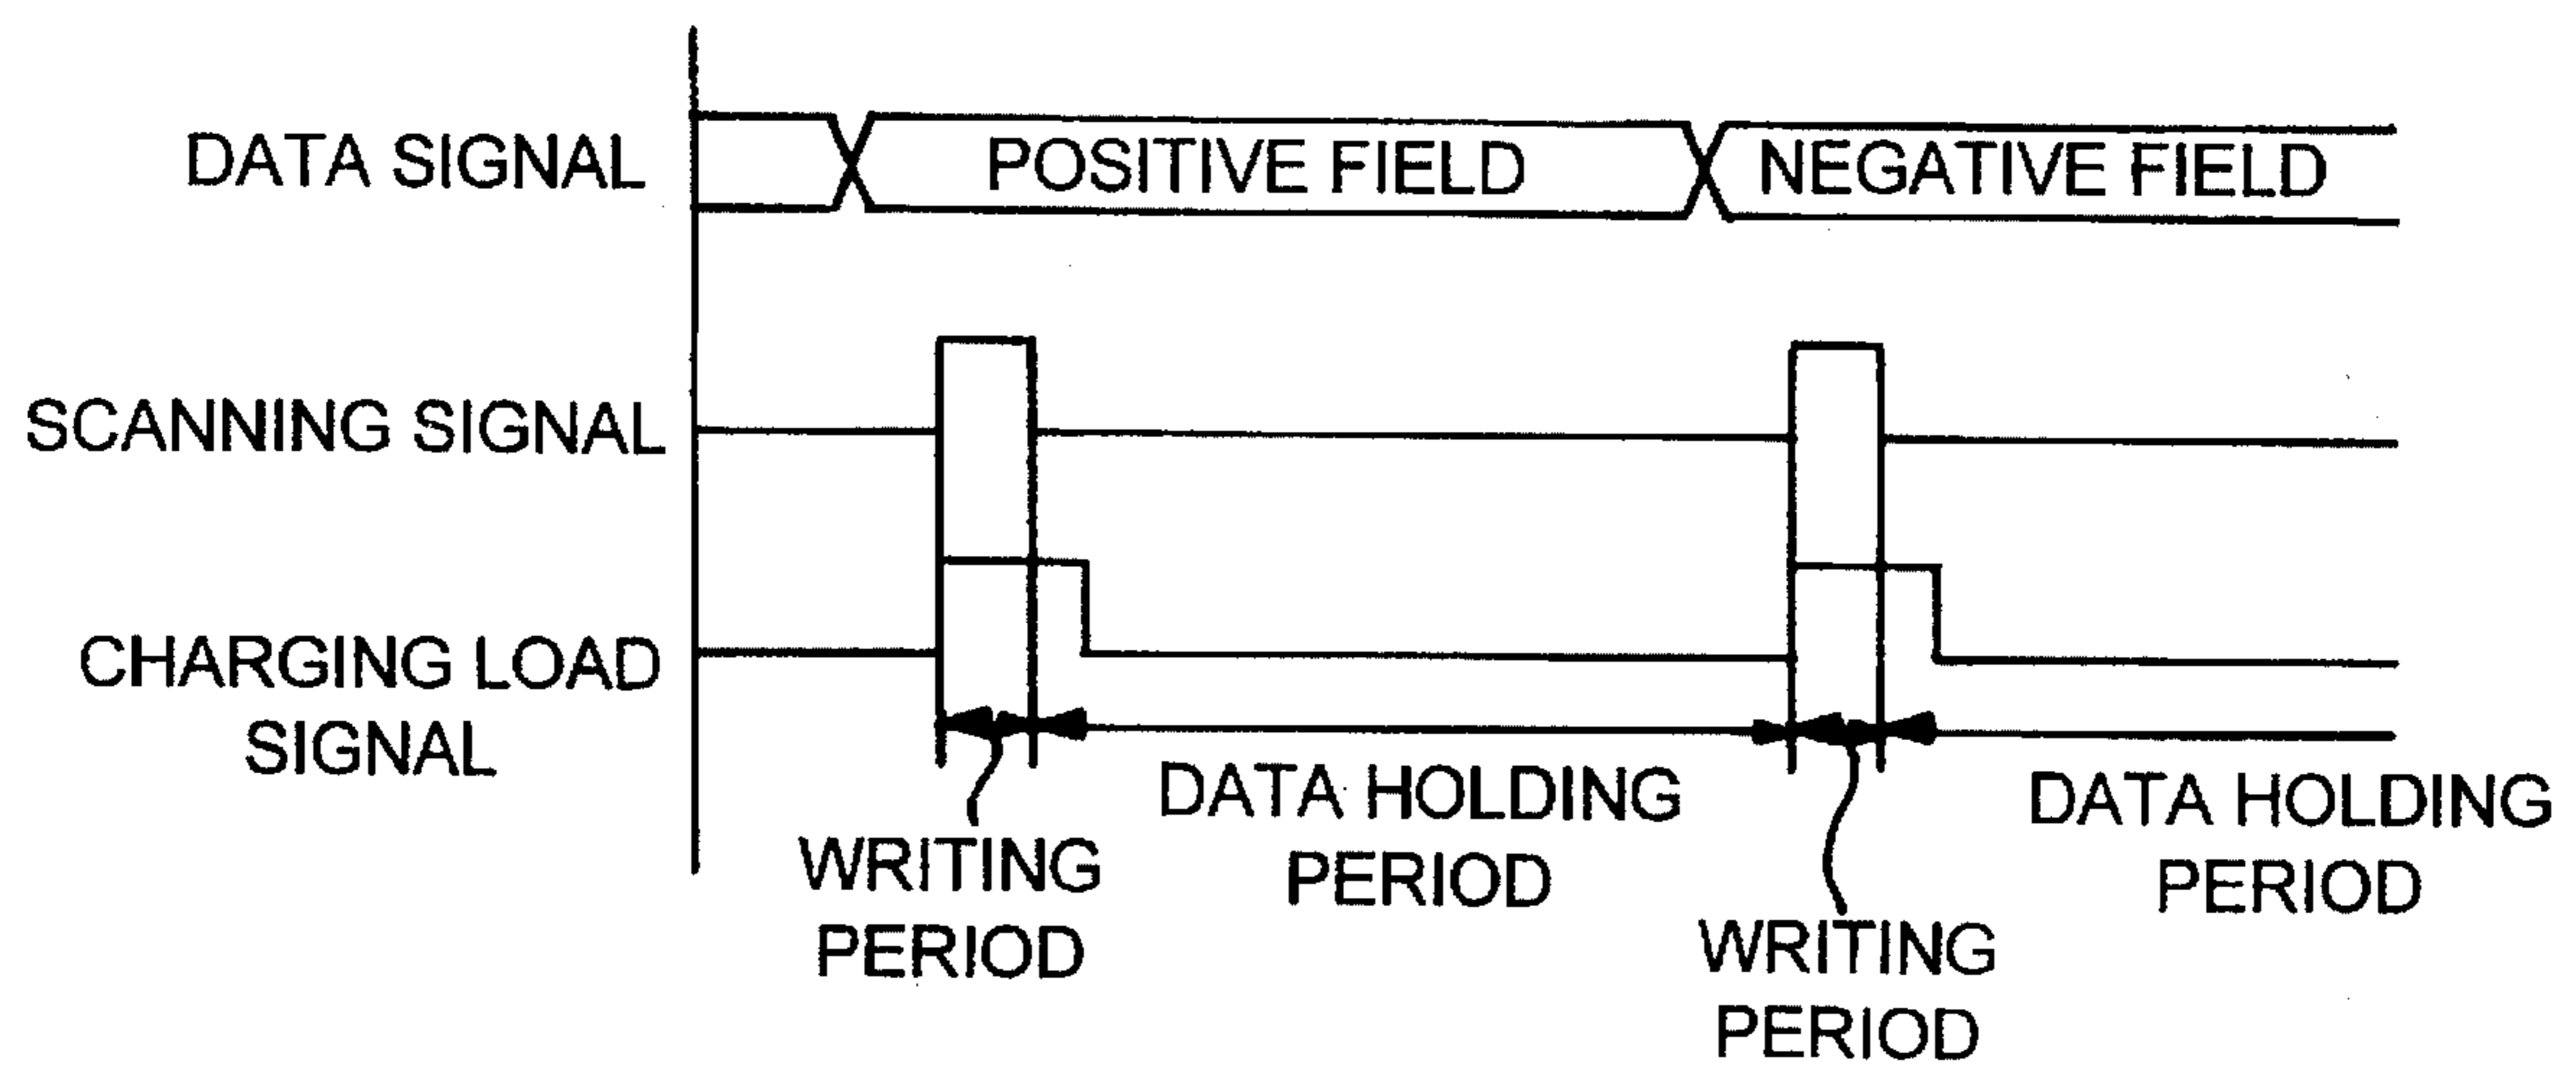 DATA SIGNAL
POSITIVE FIELD
NEGATIVE FIELD
SCANNING SIGNAL
CHARGING LOAD
SIGNAL
WRITING
PERIOD
DATA HOLDING
PERIOD
WRITING
PERIOD
DATA HOLDING
PERIOD